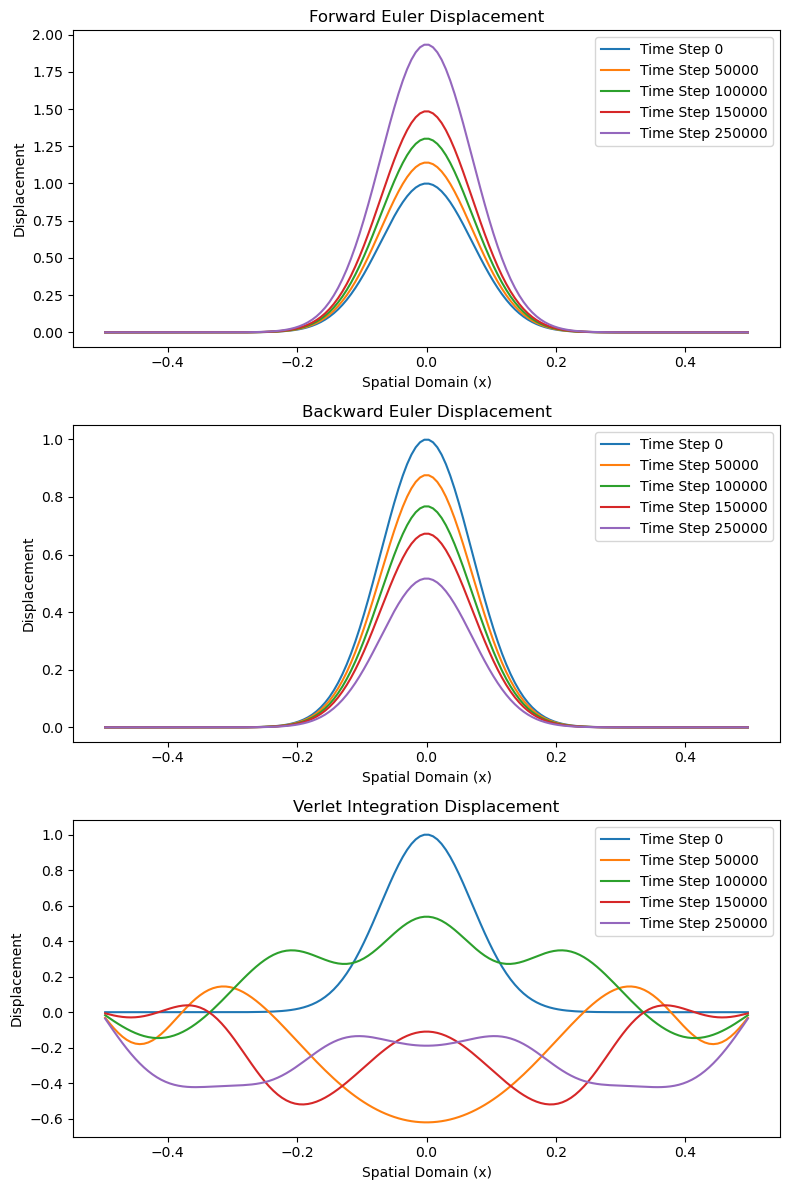 Forward Euler Displacement
2.00
1.75
1.50
1.25
1.00
0.75
0.50
0.25
0.00
Displacement
Time Step 0
Time Step 50000
Time Step 100000
Time Step 150000
Time Step 250000
−0.4 −0.2 0.0 0.2 0.4
Spatial Domain (x)
Backward Euler Displacement
1.0
0.8
0.6
0.4
0.2
0.0
Displacement
Time Step 0
Time Step 50000
Time Step 100000
Time Step 150000
Time Step 250000
−0.4 −0.2 0.0 0.2 0.4
Spatial Domain (x)
Verlet Integration Displacement
1.0
0.8
0.6
0.4
0.2
0.0
−0.2
−0.4
−0.6
Displacement
Time Step 0
Time Step 50000
Time Step 100000
Time Step 150000
Time Step 250000
−0.4 −0.2 0.0 0.2 0.4
Spatial Domain (x)